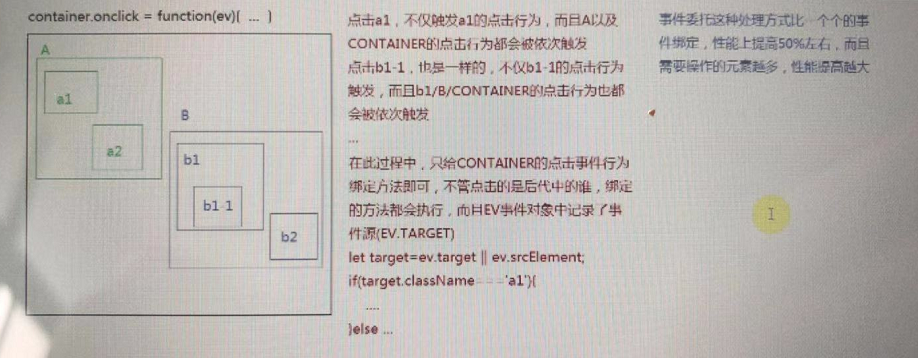 container.onclick = function(ev){ ... }
A
a1
a2
B
b1
b1-1
b2
点击a1，不仅触发a1的点击行为，而且A以及
CONTAINER的点击行为都会被依次触发
点击b1-1，也是一样的，不仅b1-1的点击行为
触发，而且b1/B/CONTAINER的点击行为也都
会被依次触发
...
在此过程中，只给CONTAINER的点击事件行为
绑定方法即可，不管点击的是后代中的谁，绑定
的方法都会执行，而且EV事件对象中记录了事
件源(EV.TARGET)
let target=ev.target || ev.srcElement;
if(target.className==='a1'){
....
}else ...
事件委托这种处理方式比一个个的事
件绑定，性能上提高50%左右，而且
需要操作的元素越多，性能提高越大